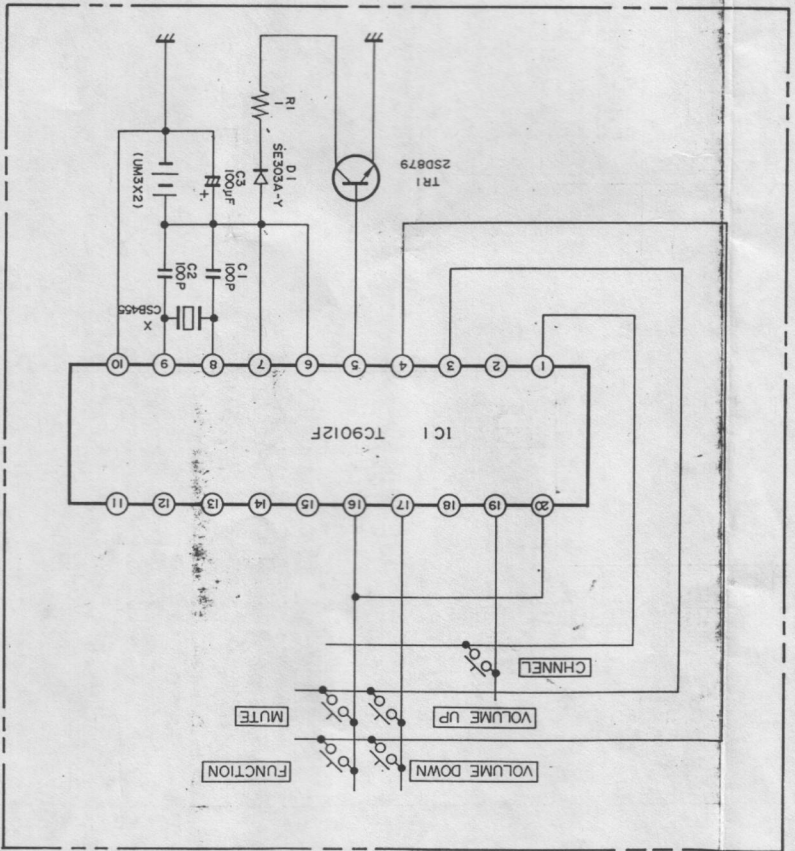 VOLUME DOWN FUNCTION
VOLUME UP MUTE
CHNNEL
20 19 18 17 16 15 14 13 12 11
IC1 TC9012F
1 2 3 4 5 6 7 8 9 10
X
CSB455
C1
100P
C2
100P
TR1
2SD879
D1
SE303A-Y
+
C3
100μF
(UM3X2)
R1
1